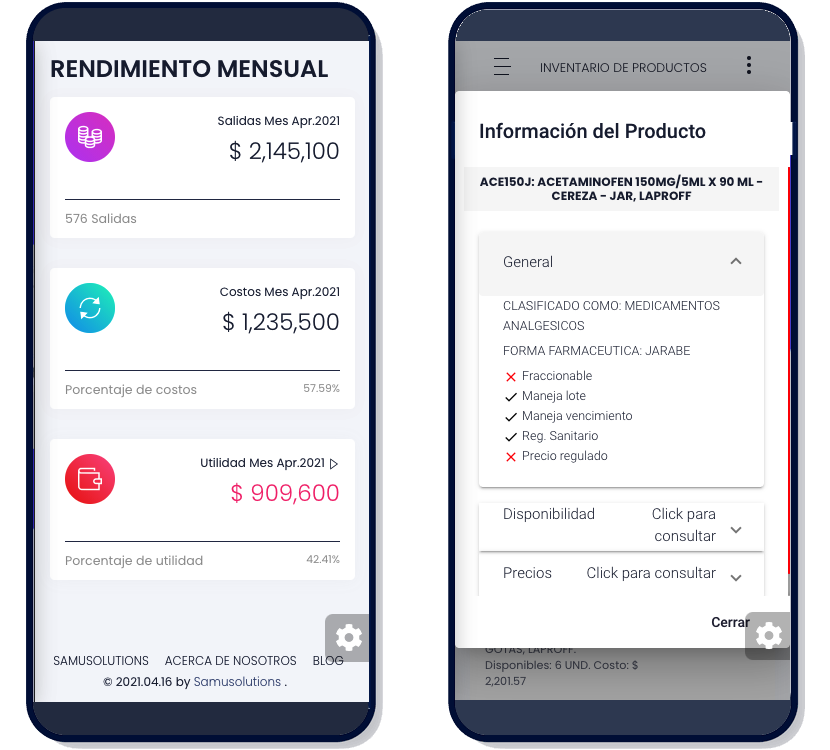 RENDIMIENTO MENSUAL
Salidas Mes Apr.2021
$ 2,145,100
576 Salidas
Costos Mes Apr.2021
$ 1,235,500
Porcentaje de costos 57.59%
Utilidad Mes Apr.2021
$ 909,600
Porcentaje de utilidad 42.41%
SAMUSOLUTIONS ACERCA DE NOSOTROS BLOG
© 2021.04.16 by Samusolutions .
INVENTARIO DE PRODUCTOS
Información del Producto
ACE150J: ACETAMINOFEN 150MG/5ML X 90 ML -
CEREZA - JAR, LAPROFF
General
CLASIFICADO COMO: MEDICAMENTOS
ANALGESICOS
FORMA FARMACEUTICA: JARABE
Fraccionable
Maneja lote
Maneja vencimiento
Reg. Sanitario
Precio regulado
Disponibilidad Click para
consultar
Precios Click para consultar
Cerrar
GOTAS, LAPROFF.
Disponibles: 6 UND. Costo: $
2,201.57